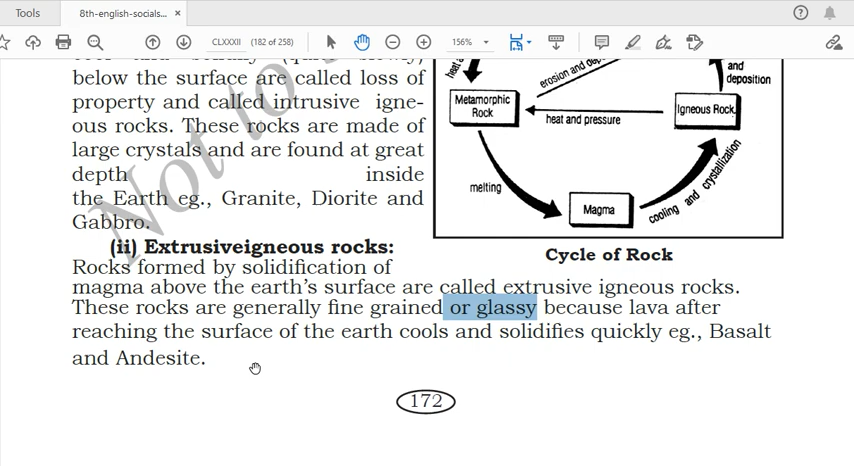 Tools
8th-english-socials... ×
CLXXXII (182 of 258)
156%
below the surface are called loss of
property and called intrusive igne-
ous rocks. These rocks are made of
large crystals and are found at great
depth inside
the Earth eg., Granite, Diorite and
Gabbro.
(ii) Extrusiveigneous rocks:
Rocks formed by solidification of
magma above the earth's surface are called extrusive igneous rocks.
These rocks are generally fine grained or glassy because lava after
reaching the surface of the earth cools and solidifies quickly eg., Basalt
and Andesite.
172
Not to
erosion and
and
deposition
Metamorphic
Rock
heat and pressure
Igneous Rock
melting
Magma
cooling and crystallization
Cycle of Rock